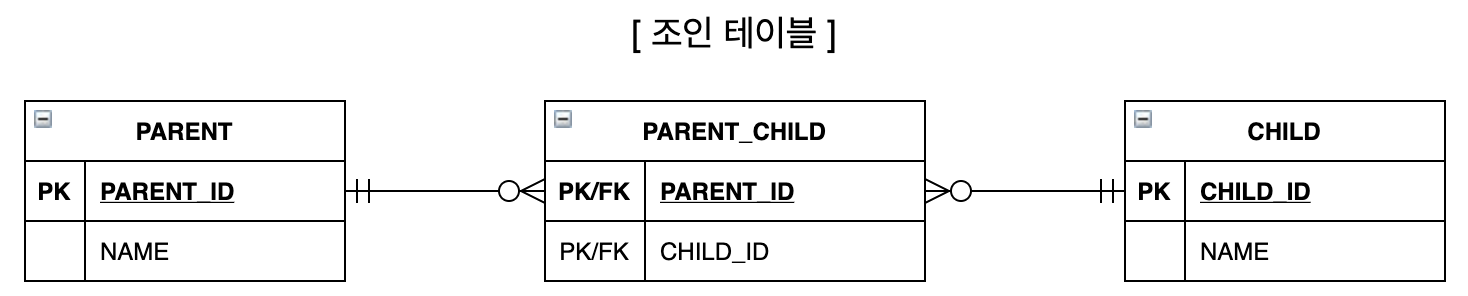 [ 조인 테이블 ]
PARENT
PK PARENT_ID
NAME
PARENT_CHILD
PK/FK PARENT_ID
PK/FK CHILD_ID
CHILD
PK CHILD_ID
NAME